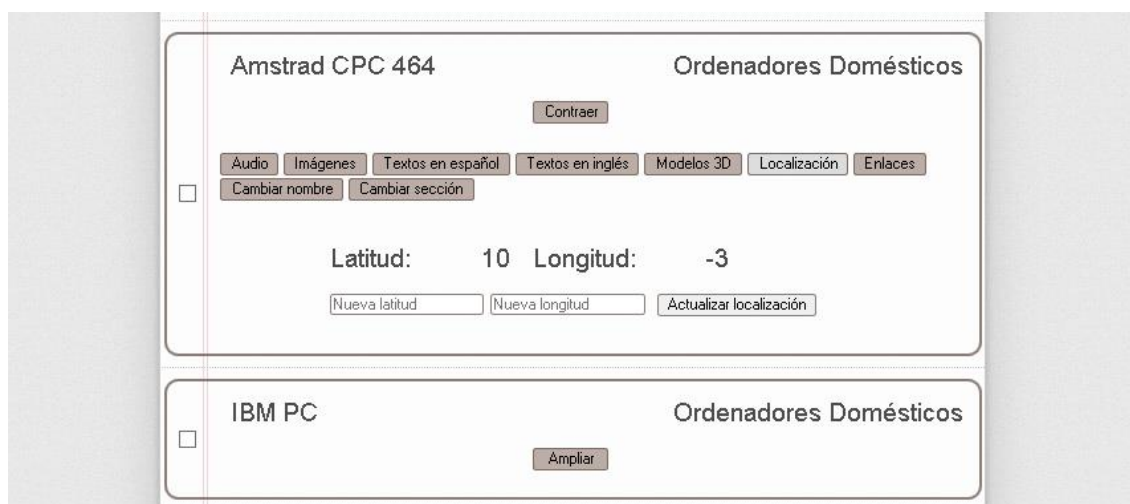 Amstrad CPC 464 Ordenadores Domésticos
Contraer
Audio Imágenes Textos en español Textos en inglés Modelos 3D Localización Enlaces
Cambiar nombre Cambiar sección
Latitud: 10 Longitud: -3
Nueva latitud Nueva longitud Actualizar localización
IBM PC Ordenadores Domésticos
Ampliar